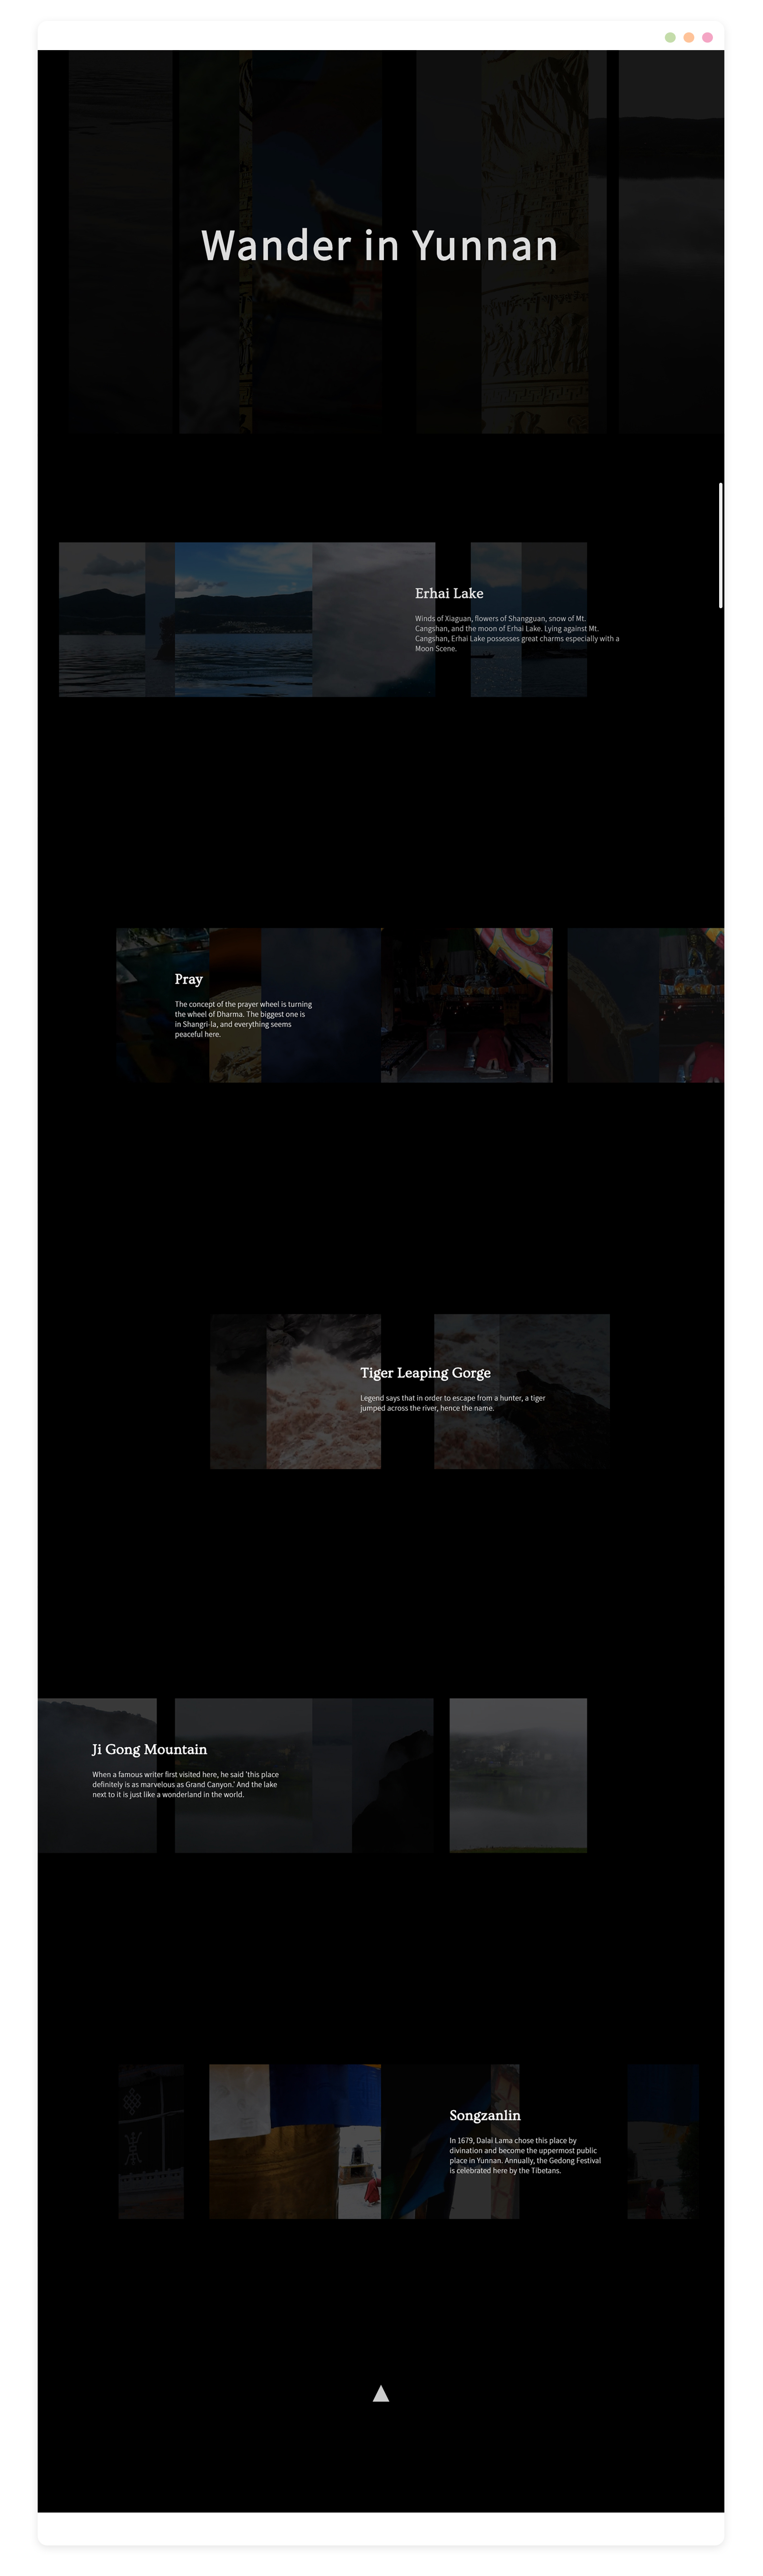 Wander in Yunnan
Erhai Lake
Winds of Xiaguan, flowers of Shangguan, snow of Mt.
Cangshan, and the moon of Erhai Lake. Lying against Mt.
Cangshan, Erhai Lake possesses great charms especially with a
Moon Scene.
Pray
The concept of the prayer wheel is turning
the wheel of Dharma. The biggest one is
in Shangri-la, and everything seems
peaceful here.
Tiger Leaping Gorge
Legend says that in order to escape from a hunter, a tiger
jumped across the river, hence the name.
Ji Gong Mountain
When a famous writer first visited here, he said 'this place
definitely is as marvelous as Grand Canyon.' And the lake
next to it is just like a wonderland in the world.
Songzanlin
In 1679, Dalai Lama chose this place by
divination and become the uppermost public
place in Yunnan. Annually, the Gedong Festival
is celebrated here by the Tibetans.